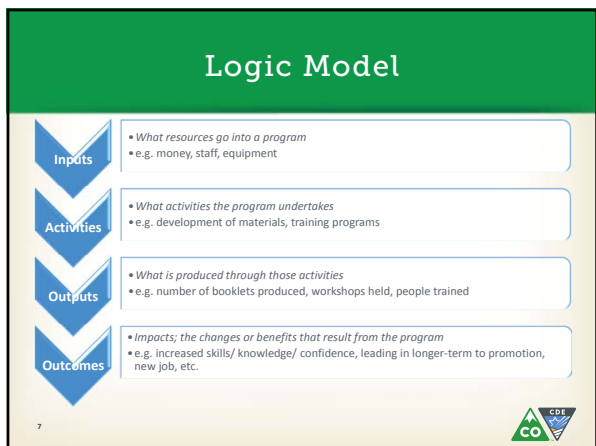 Logic Model
Inputs
• What resources go into a program
• e.g. money, staff, equipment
Activities
• What activities the program undertakes
• e.g. development of materials, training programs
Outputs
• What is produced through those activities
• e.g. number of booklets produced, workshops held, people trained
Outcomes
• Impacts; the changes or benefits that result from the program
• e.g. increased skills/ knowledge/ confidence, leading in longer-term to promotion,
new job, etc.
7
CO
CDE